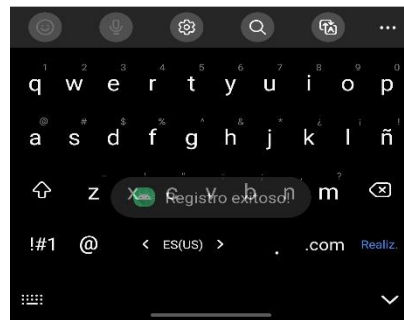 1 2 3 4 5 6 7 8 9 0
q w e r t y u i o p
@ # $ % ^ & * ¿ ¡ !
a s d f g h j k l ñ
- ' " : ; , ?
z x c v b n m
Registro exitoso!
!#1 @ < ES(US) > . .com Realiz.